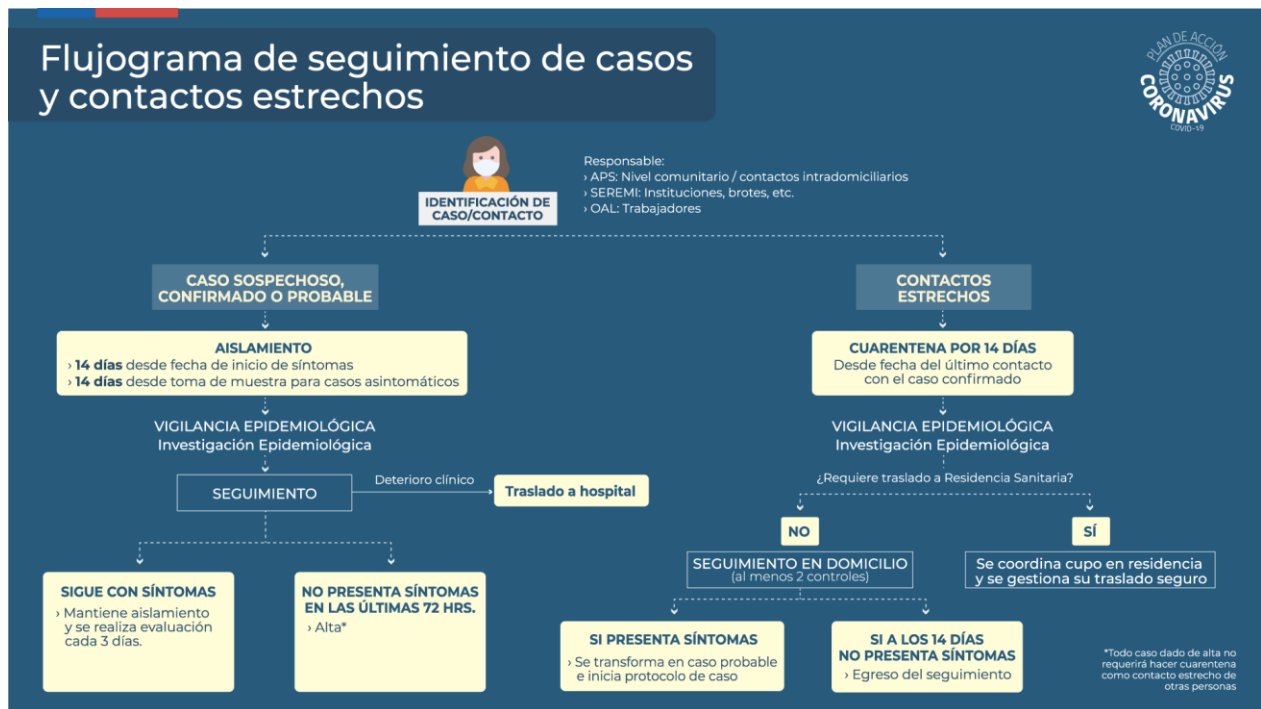 Flujograma de seguimiento de casos
y contactos estrechos
PLAN DE ACCIÓN
CORONAVIRUS
COVID-19
IDENTIFICACIÓN DE
CASO/CONTACTO
Responsable:
› APS: Nivel comunitario / contactos intradomiciliarios
› SEREMI: Instituciones, brotes, etc.
› OAL: Trabajadores
CASO SOSPECHOSO,
CONFIRMADO O PROBABLE
AISLAMIENTO
› 14 días desde fecha de inicio de síntomas
› 14 días desde toma de muestra para casos asintomáticos
VIGILANCIA EPIDEMIOLÓGICA
Investigación Epidemiológica
SEGUIMIENTO
Deterioro clínico
Traslado a hospital
SIGUE CON SÍNTOMAS
› Mantiene aislamiento
y se realiza evaluación
cada 3 días.
NO PRESENTA SÍNTOMAS
EN LAS ÚLTIMAS 72 HRS.
› Alta*
CONTACTOS
ESTRECHOS
CUARENTENA POR 14 DÍAS
Desde fecha del último contacto
con el caso confirmado
VIGILANCIA EPIDEMIOLÓGICA
Investigación Epidemiológica
¿Requiere traslado a Residencia Sanitaria?
NO
SEGUIMIENTO EN DOMICILIO
(al menos 2 controles)
SÍ
Se coordina cupo en residencia
y se gestiona su traslado seguro
SI PRESENTA SÍNTOMAS
› Se transforma en caso probable
e inicia protocolo de caso
SI A LOS 14 DÍAS
NO PRESENTA SÍNTOMAS
› Egreso del seguimiento
*Todo caso dado de alta no
requerirá hacer cuarentena
como contacto estrecho de
otras personas